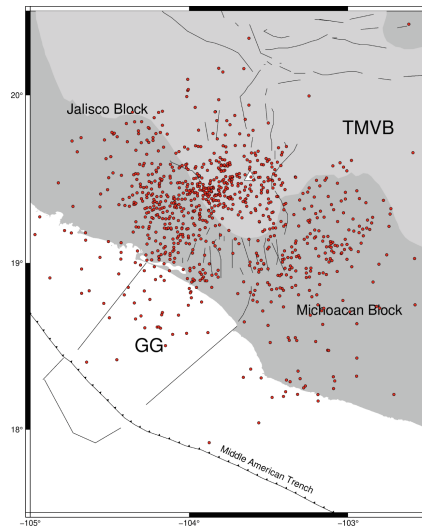 20°
Jalisco Block
TMVB
19°
Michoacan Block
GG
18°
Middle American Trench
−105° −104° −103°